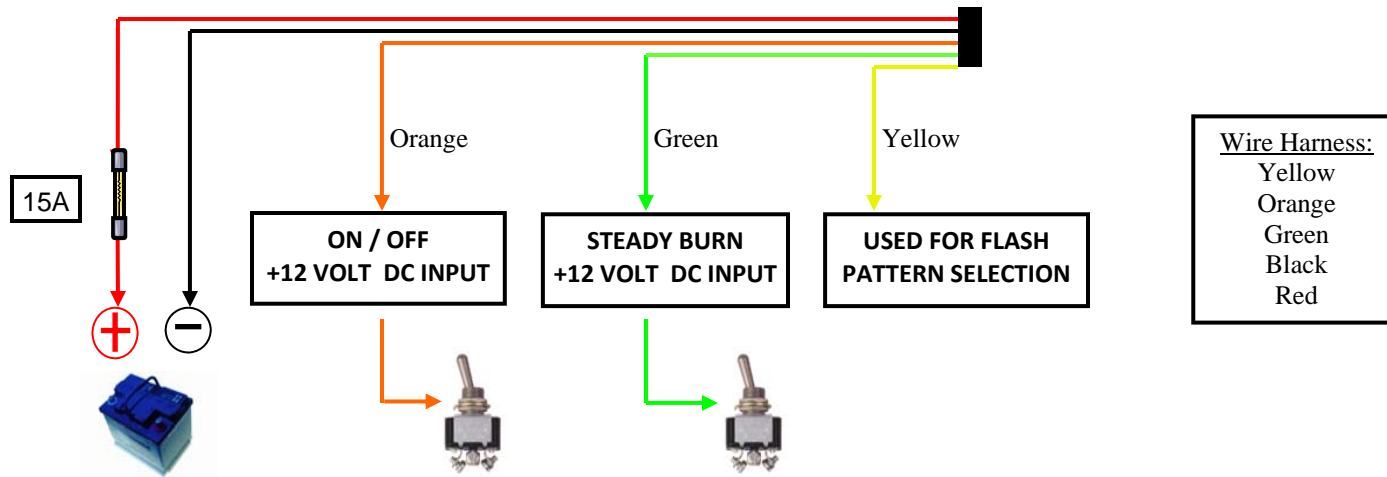 Orange
Green
Yellow
15A
ON / OFF
+12 VOLT DC INPUT
STEADY BURN
+12 VOLT DC INPUT
USED FOR FLASH
PATTERN SELECTION
Wire Harness:
Yellow
Orange
Green
Black
Red
+
−